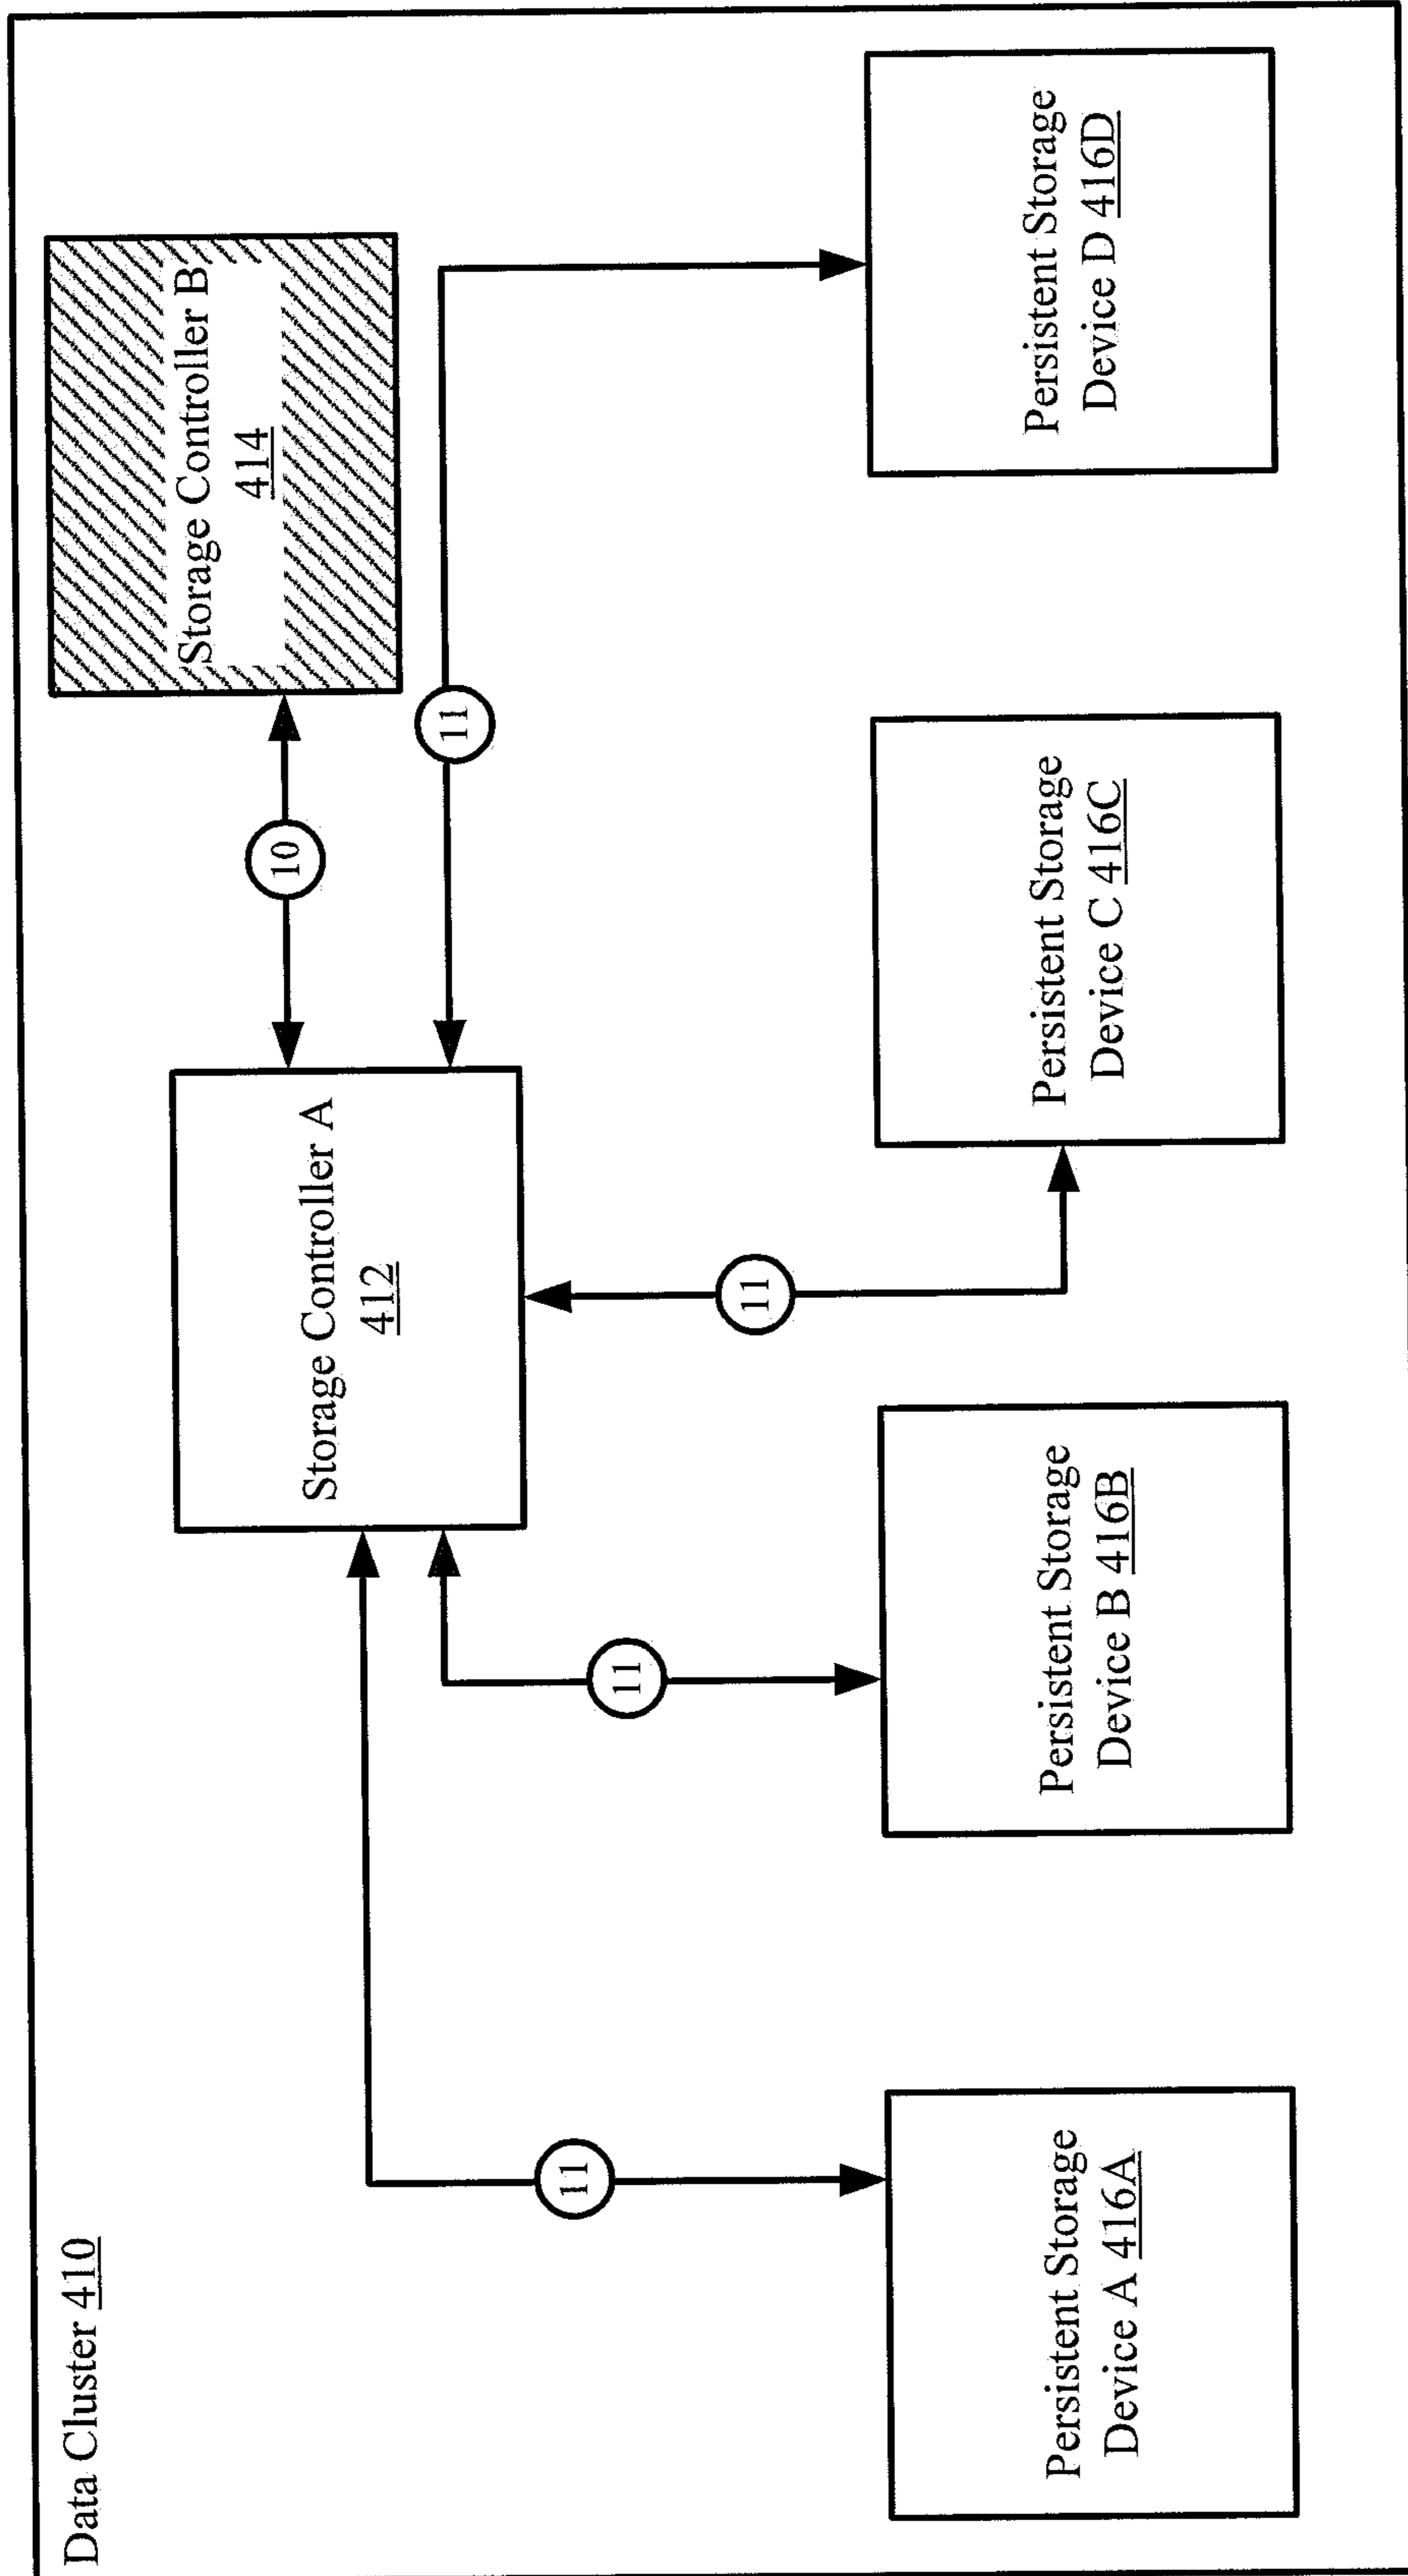 Data Cluster 410
Storage Controller A
412
10
Storage Controller B
414
11
11
11
11
Persistent Storage
Device A 416A
Persistent Storage
Device B 416B
Persistent Storage
Device C 416C
Persistent Storage
Device D 416D